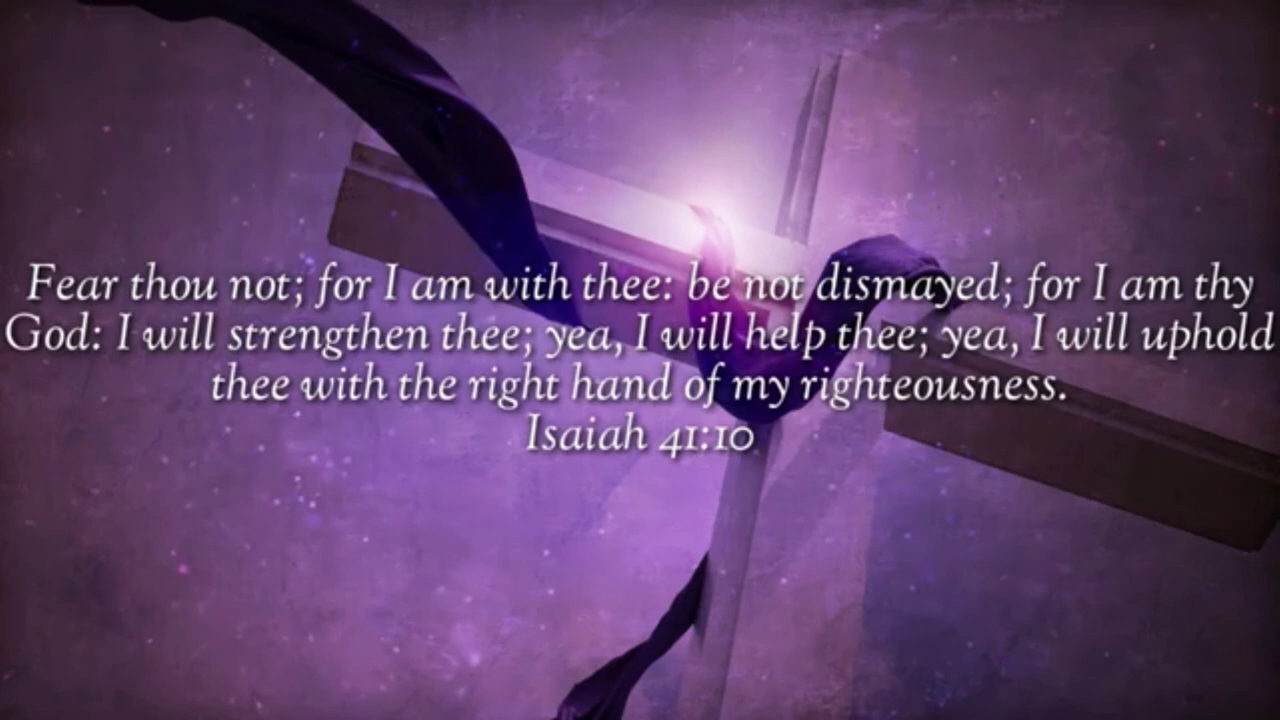 Fear thou not; for I am with thee: be not dismayed; for I am thy
God: I will strengthen thee; yea, I will help thee; yea, I will uphold
thee with the right hand of my righteousness.
Isaiah 41:10